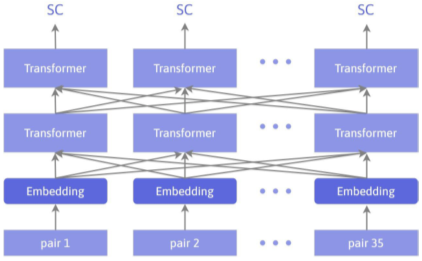 SC SC SC
Transformer Transformer Transformer
Transformer Transformer Transformer
Embedding Embedding Embedding
pair 1 pair 2 pair 35